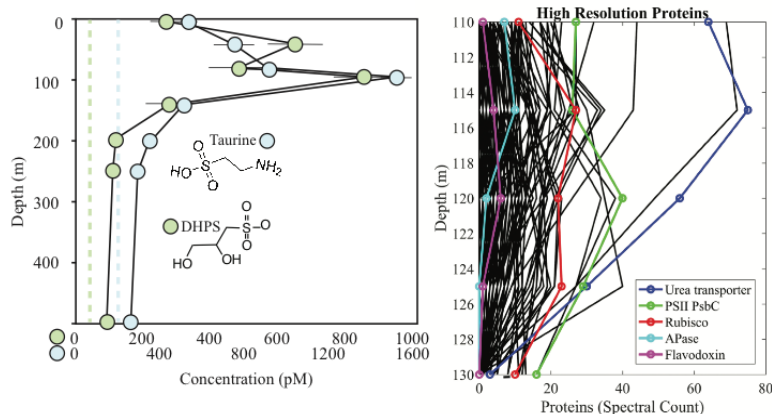 0
100
200
300
400
Depth (m)
Taurine
HO
S
O
O
NH2
DHPS
O
S
O
O
HO
OH
0 200 400 600 800
0 400 800 1200 1600
Concentration (pM)
High Resolution Proteins
110
112
114
116
118
120
122
124
126
128
130
Depth (m)
Urea transporter
PSII PsbC
Rubisco
APase
Flavodoxin
0 20 40 60 80
Proteins (Spectral Count)